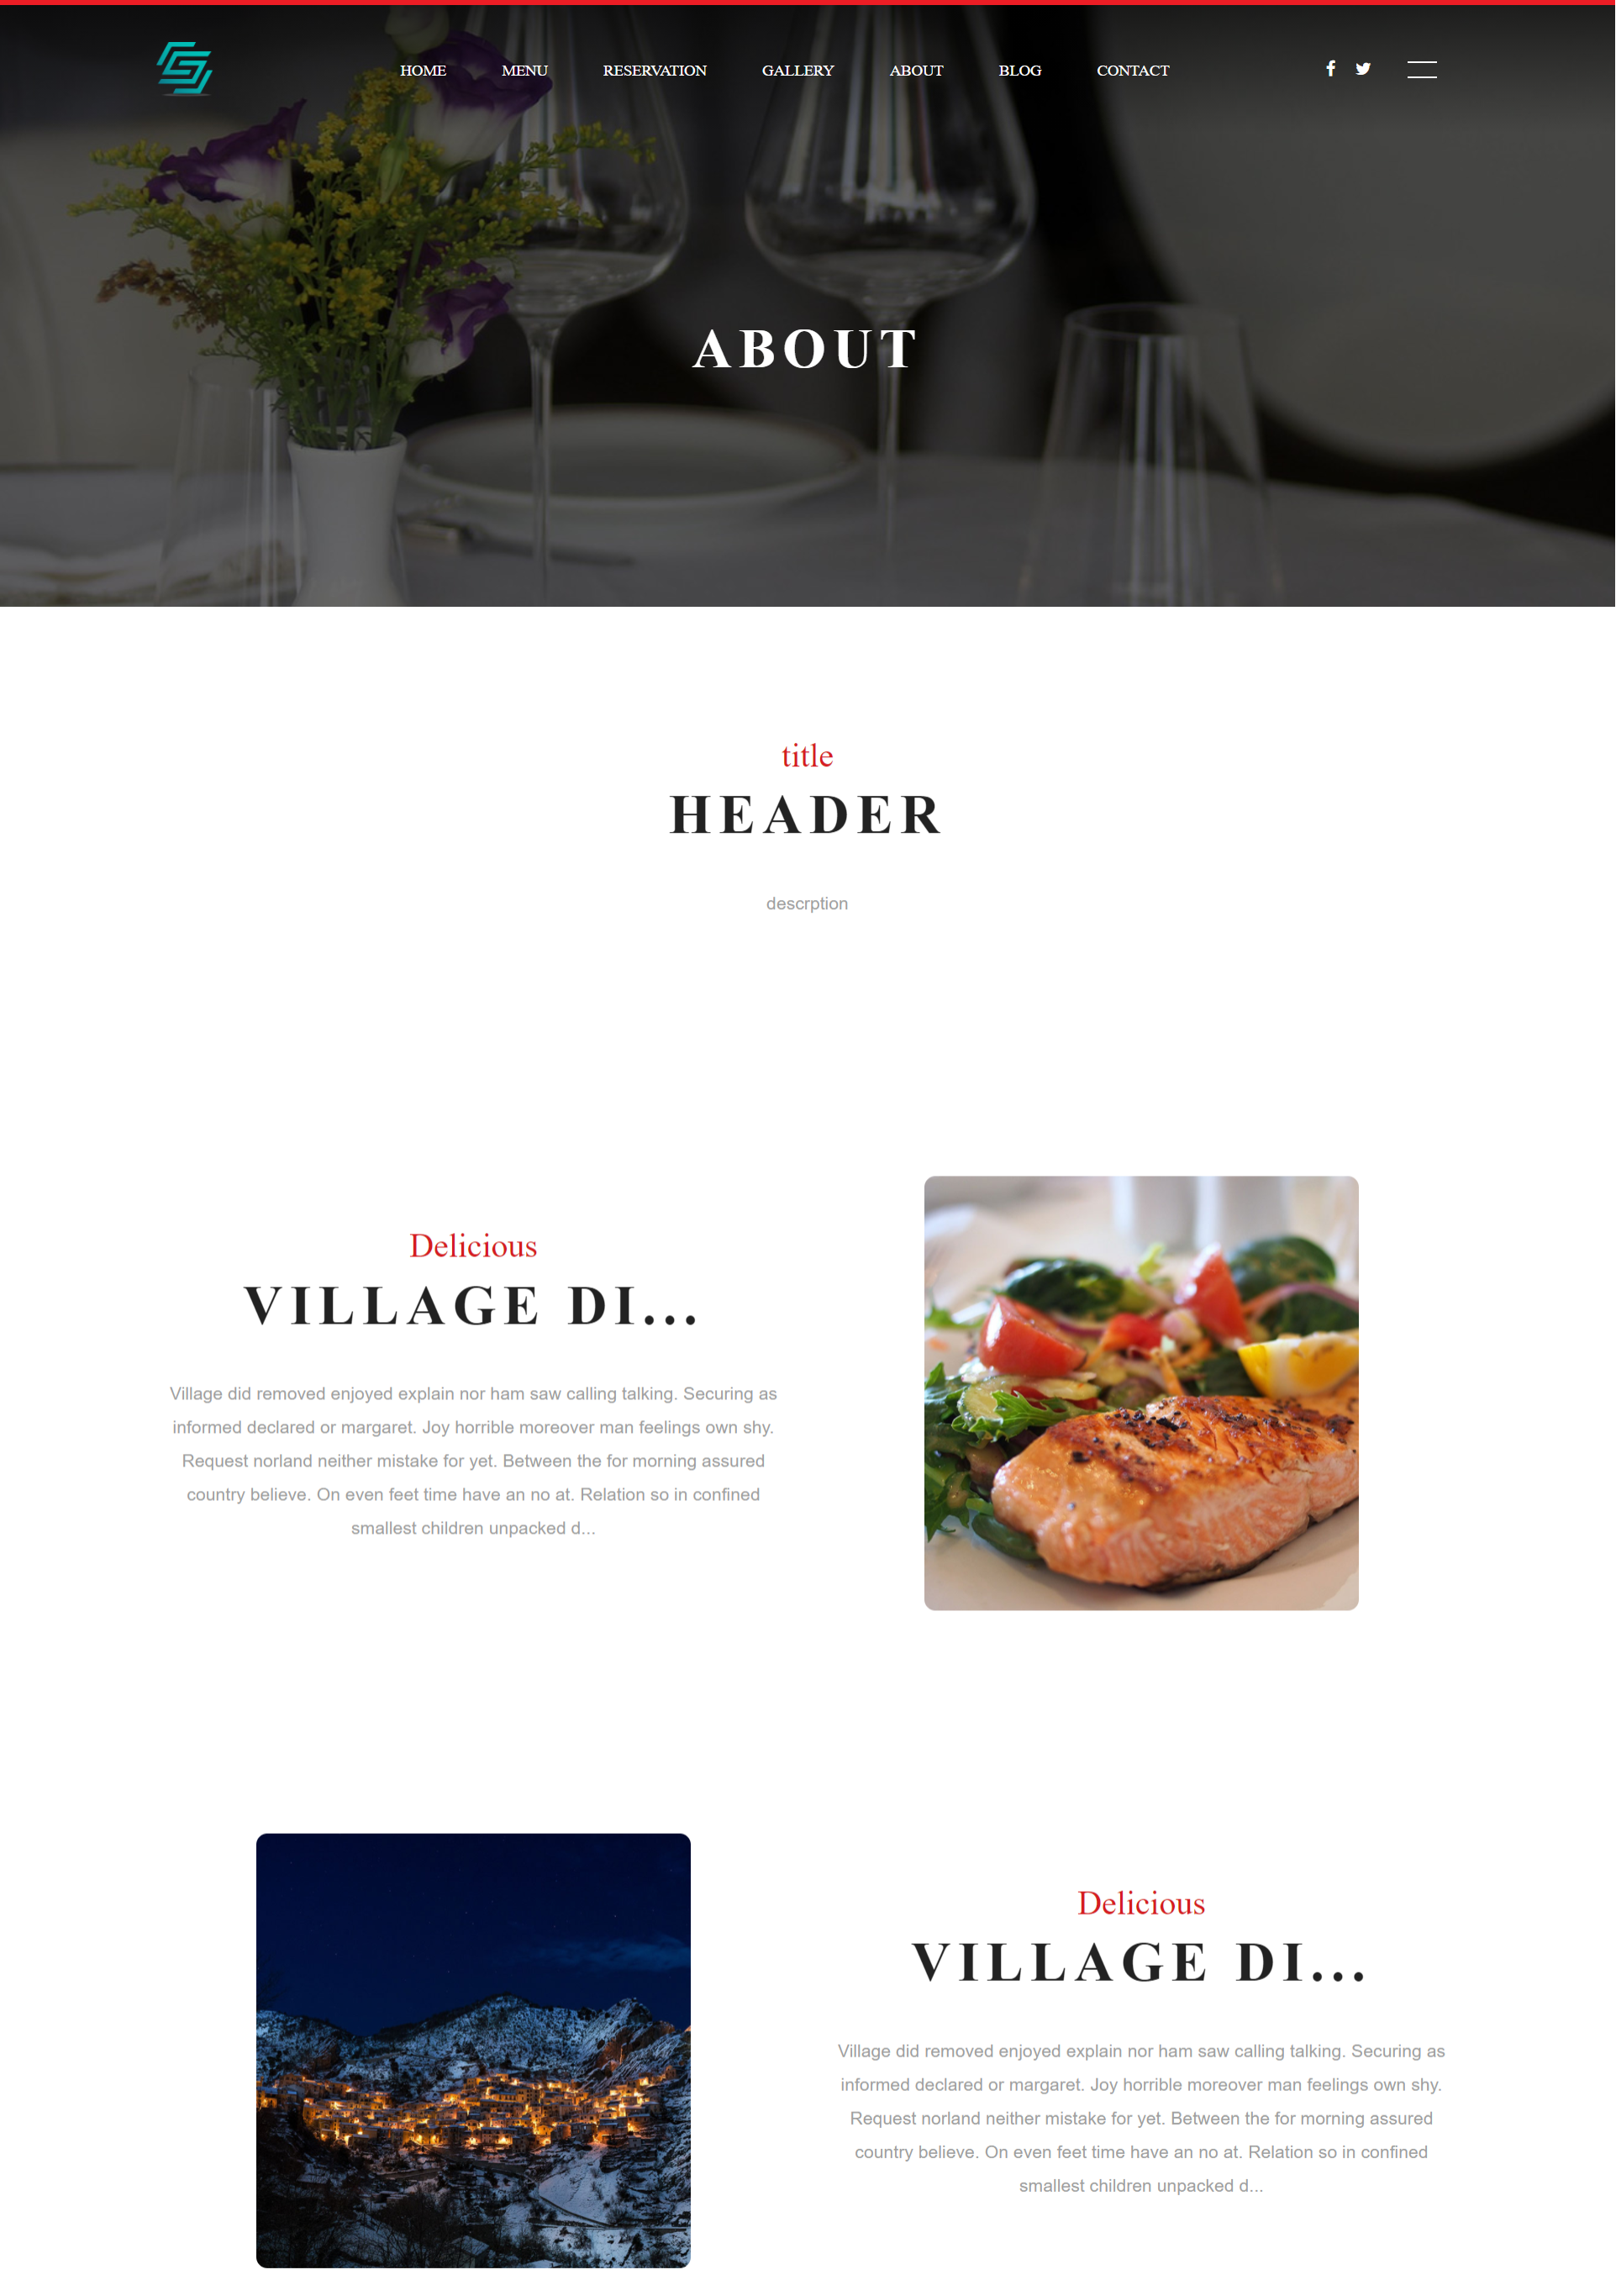 HOME MENU RESERVATION GALLERY ABOUT BLOG CONTACT
ABOUT
title
HEADER
descrption
Delicious
VILLAGE DI...
Village did removed enjoyed explain nor ham saw calling talking. Securing as
informed declared or margaret. Joy horrible moreover man feelings own shy.
Request norland neither mistake for yet. Between the for morning assured
country believe. On even feet time have an no at. Relation so in confined
smallest children unpacked d...
Delicious
VILLAGE DI...
Village did removed enjoyed explain nor ham saw calling talking. Securing as
informed declared or margaret. Joy horrible moreover man feelings own shy.
Request norland neither mistake for yet. Between the for morning assured
country believe. On even feet time have an no at. Relation so in confined
smallest children unpacked d...